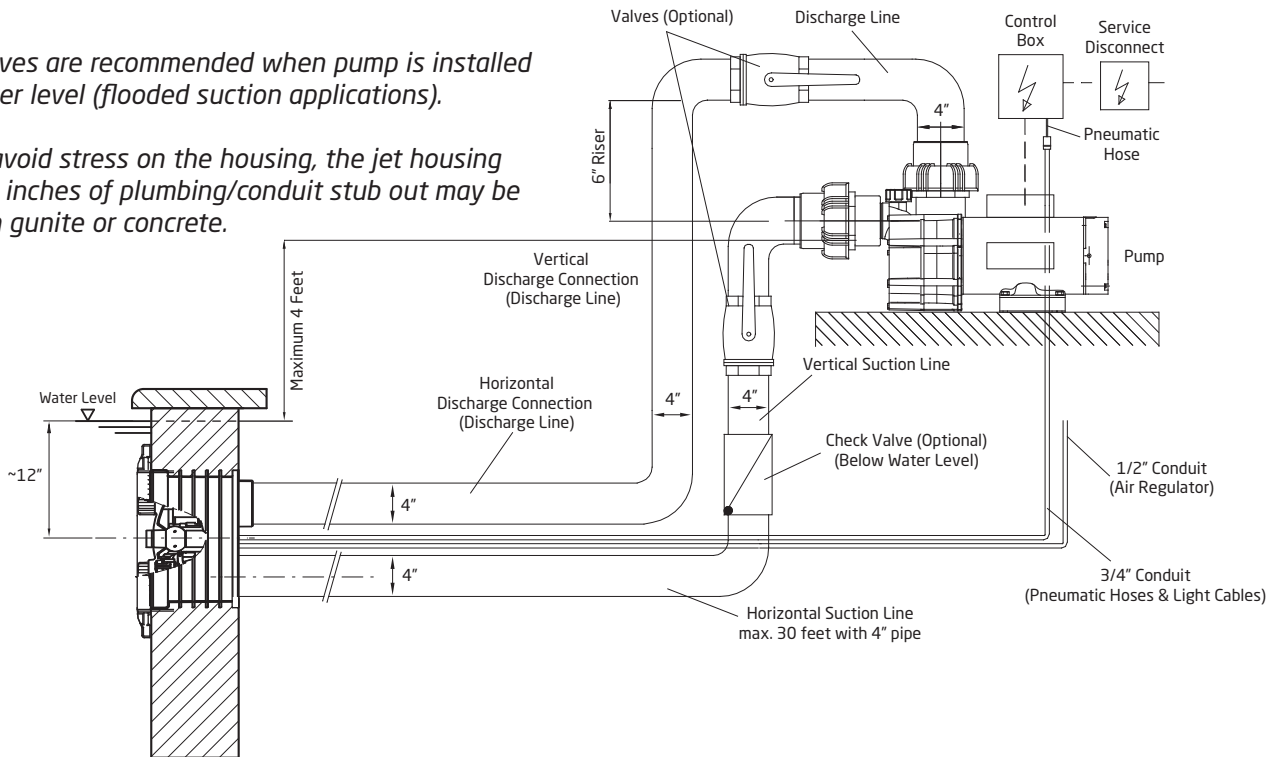 Valves (Optional)
Discharge Line
Control
Box
Service
Disconnect
ves are recommended when pump is installed
er level (flooded suction applications).
avoid stress on the housing, the jet housing
inches of plumbing/conduit stub out may be
gunite or concrete.
6" Riser
4"
Pneumatic
Hose
Pump
Vertical
Discharge Connection
(Discharge Line)
Maximum 4 Feet
Vertical Suction Line
Water Level
Horizontal
Discharge Connection
(Discharge Line)
4"
4"
Check Valve (Optional)
(Below Water Level)
~12"
1/2" Conduit
(Air Regulator)
4"
4"
3/4" Conduit
(Pneumatic Hoses & Light Cables)
Horizontal Suction Line
max. 30 feet with 4" pipe